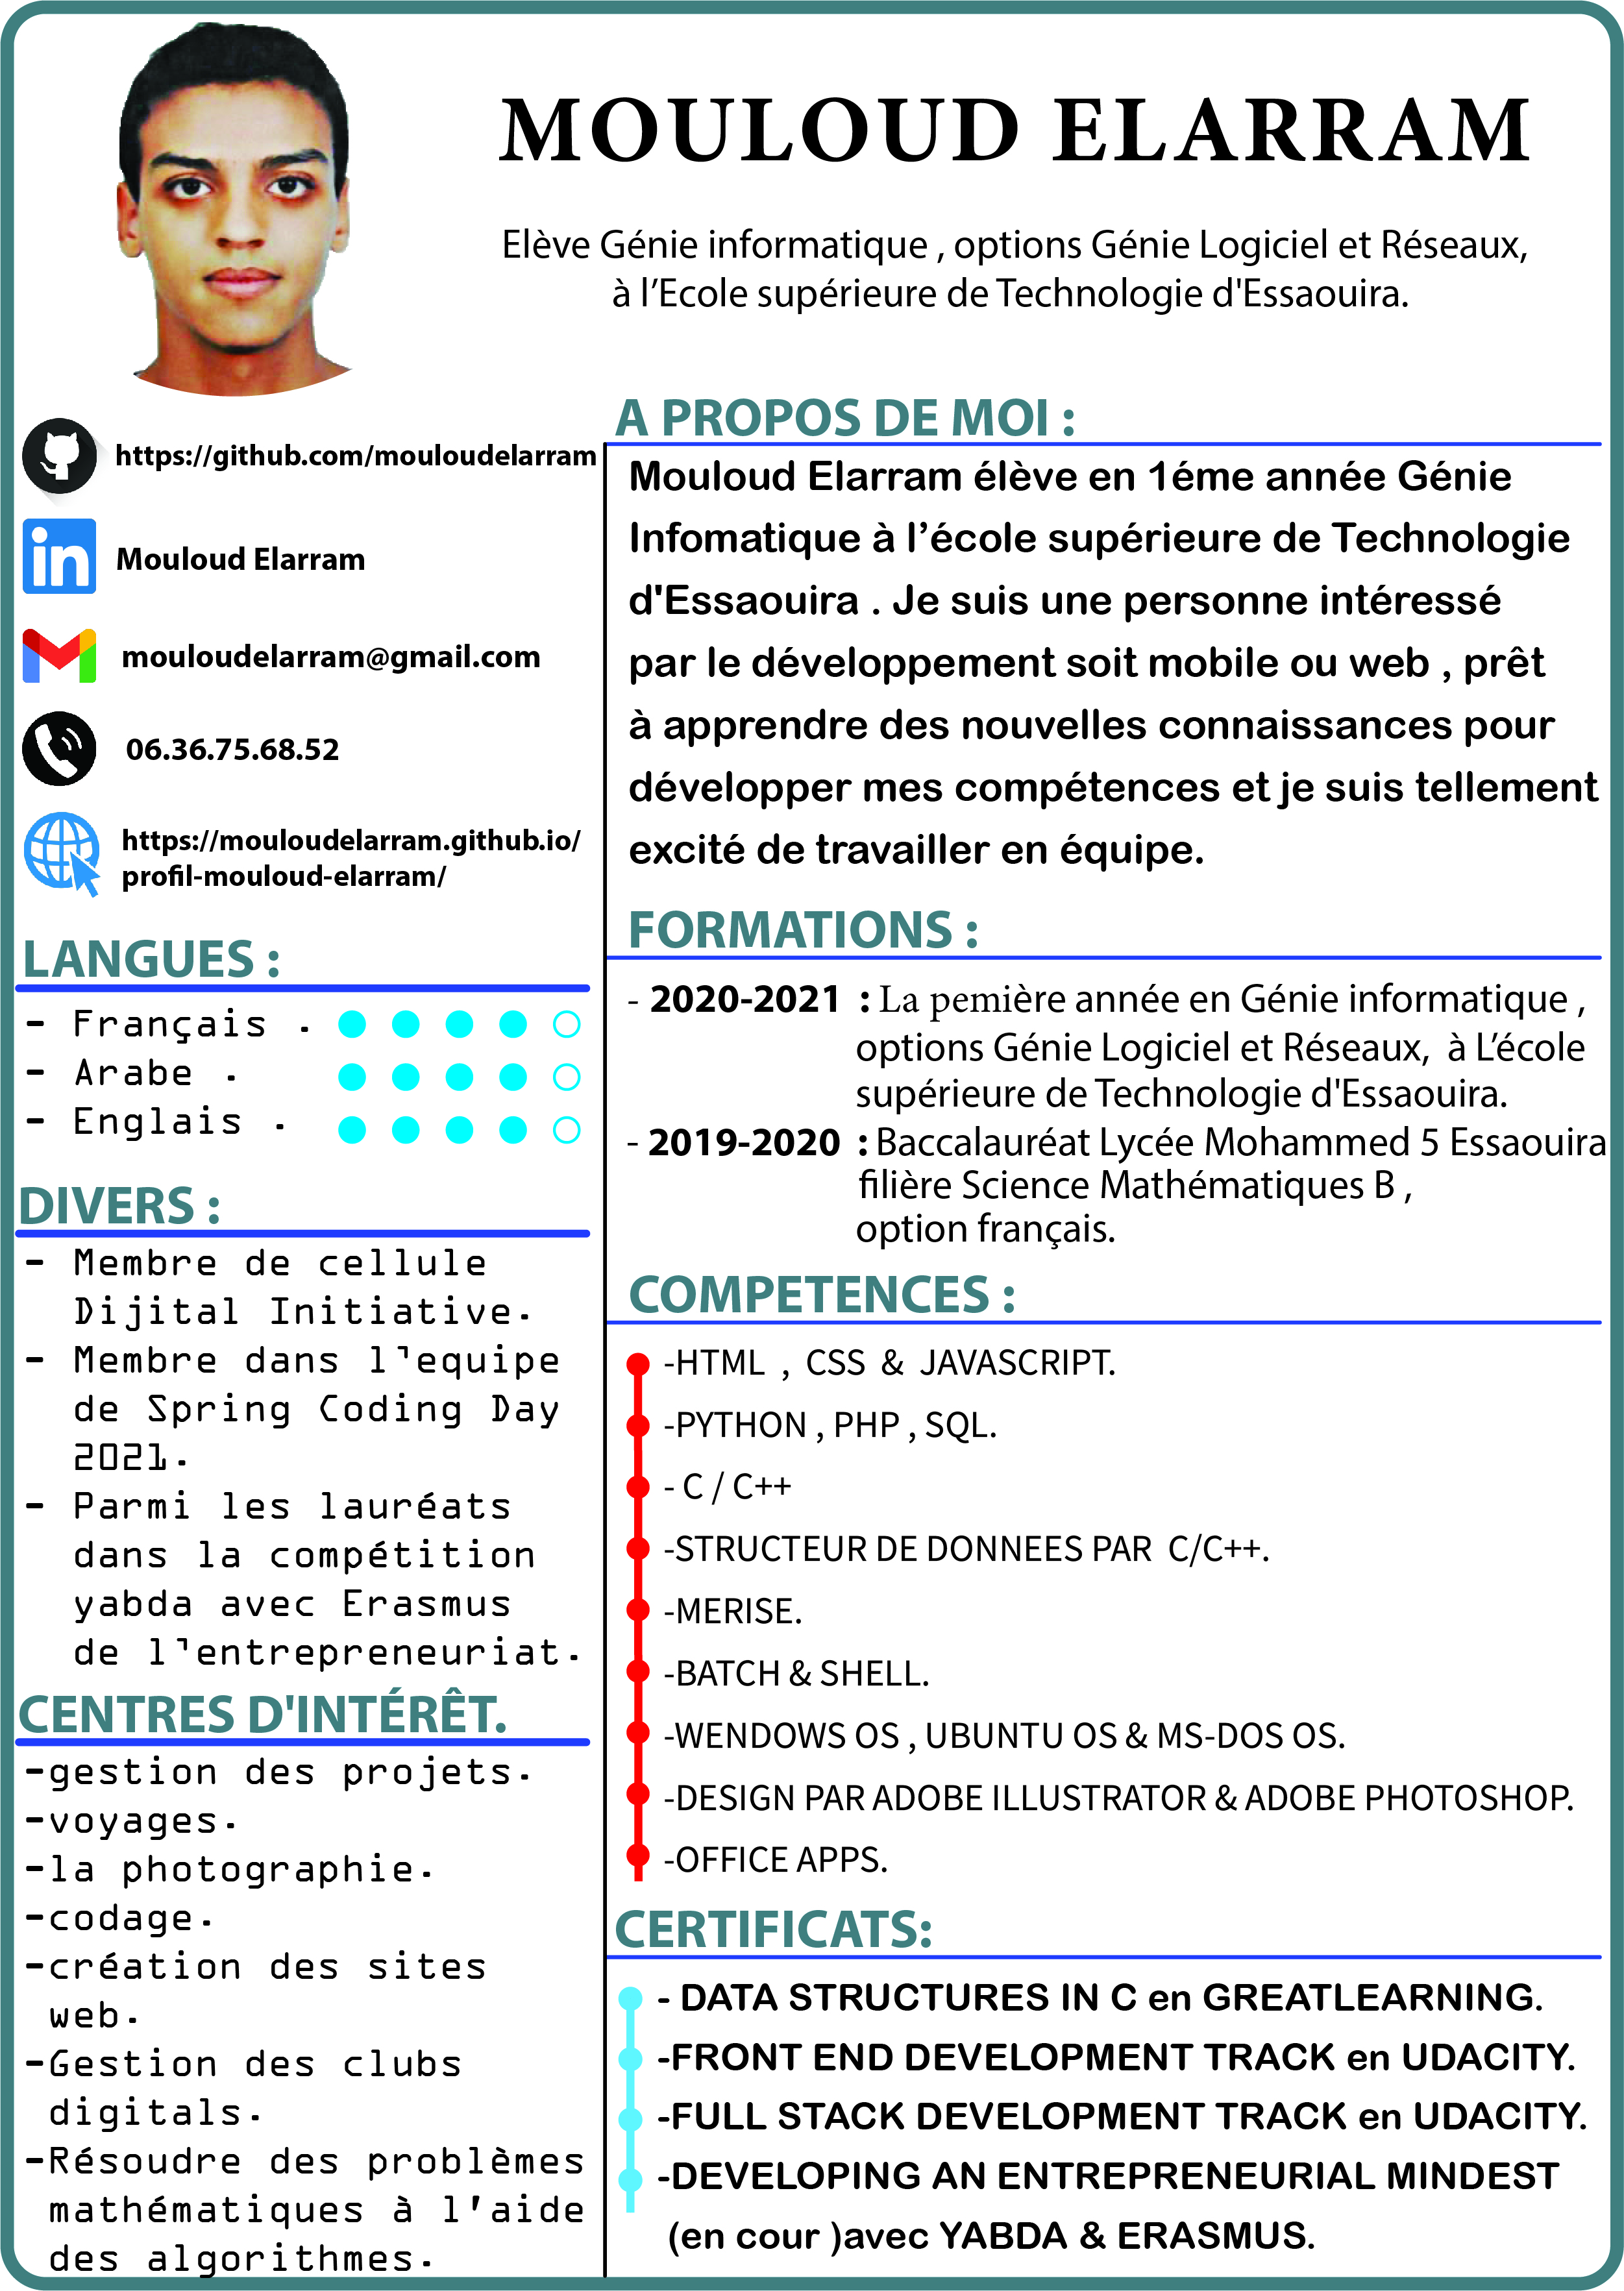 MOULOUD ELARRAM
Elève Génie informatique , options Génie Logiciel et Réseaux,
à l’Ecole supérieure de Technologie d'Essaouira.
https://github.com/mouloudelarram
in Mouloud Elarram
mouloudelarram@gmail.com
06.36.75.68.52
https://mouloudelarram.github.io/
profil-mouloud-elarram/
LANGUES :
- Français .
- Arabe .
- Englais .
DIVERS :
- Membre de cellule
Dijital Initiative.
- Membre dans l'equipe
de Spring Coding Day
2021.
- Parmi les lauréats
dans la compétition
yabda avec Erasmus
de l'entrepreneuriat.
CENTRES D'INTÉRÊT.
-gestion des projets.
-voyages.
-la photographie.
-codage.
-création des sites
web.
-Gestion des clubs
digitals.
-Résoudre des problèmes
mathématiques à l'aide
des algorithmes.
A PROPOS DE MOI :
Mouloud Elarram élève en 1éme année Génie
Infomatique à l’école supérieure de Technologie
d'Essaouira . Je suis une personne intéressé
par le développement soit mobile ou web , prêt
à apprendre des nouvelles connaissances pour
développer mes compétences et je suis tellement
excité de travailler en équipe.
FORMATIONS :
- 2020-2021 : La pemière année en Génie informatique ,
options Génie Logiciel et Réseaux, à L’école
supérieure de Technologie d'Essaouira.
- 2019-2020 : Baccalauréat Lycée Mohammed 5 Essaouira
filière Science Mathématiques B ,
option français.
COMPETENCES :
-HTML , CSS & JAVASCRIPT.
-PYTHON , PHP , SQL.
- C / C++
-STRUCTEUR DE DONNEES PAR C/C++.
-MERISE.
-BATCH & SHELL.
-WENDOWS OS , UBUNTU OS & MS-DOS OS.
-DESIGN PAR ADOBE ILLUSTRATOR & ADOBE PHOTOSHOP.
-OFFICE APPS.
CERTIFICATS:
- DATA STRUCTURES IN C en GREATLEARNING.
-FRONT END DEVELOPMENT TRACK en UDACITY.
-FULL STACK DEVELOPMENT TRACK en UDACITY.
-DEVELOPING AN ENTREPRENEURIAL MINDEST
(en cour )avec YABDA & ERASMUS.